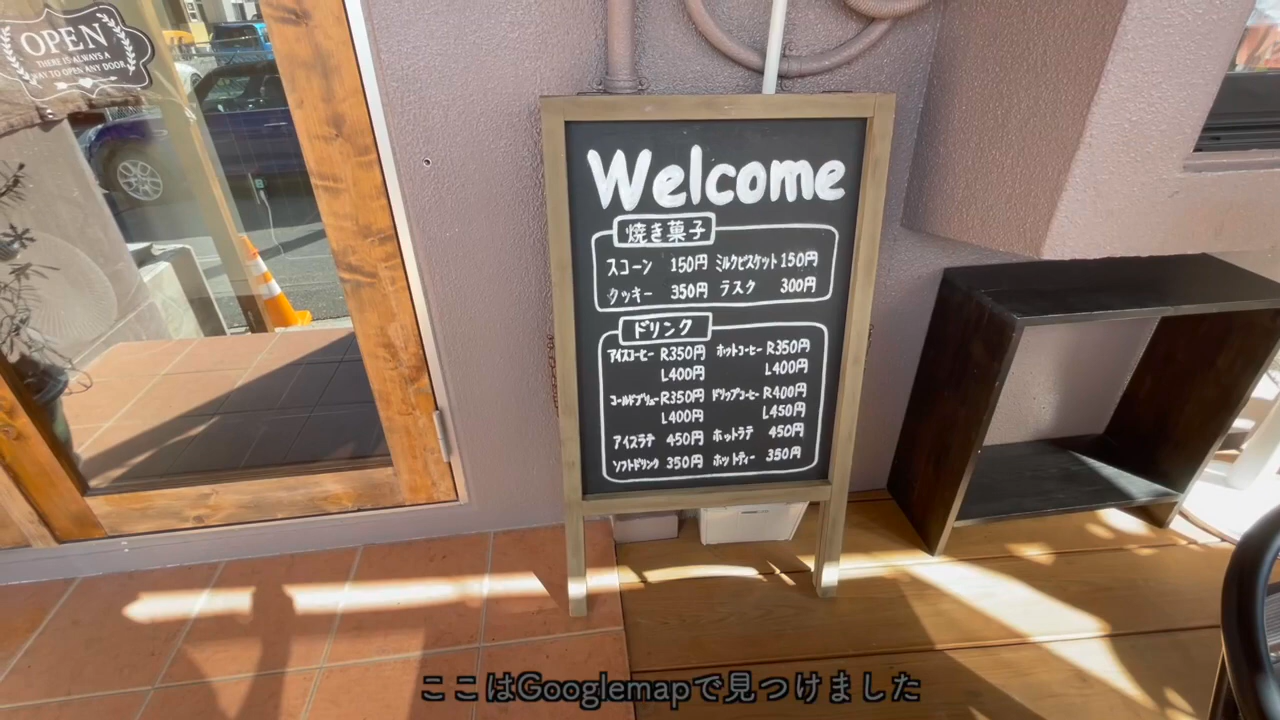 OPEN
THERE IS ALWAYS A
WAY TO OPEN ANY DOOR
Welcome
焼き菓子
スコーン 150円 ミルクビスケット 150円
クッキー 350円 ラスク 300円
ドリンク
アイスコーヒー R350円 ホットコーヒー R350円
L400円 L400円
コールドブリュー R350円 ドリップコーヒー R400円
L400円 L450円
アイスラテ 450円 ホットラテ 450円
ソフトドリンク 350円 ホットティー 350円
ここはGooglemapで見つけました